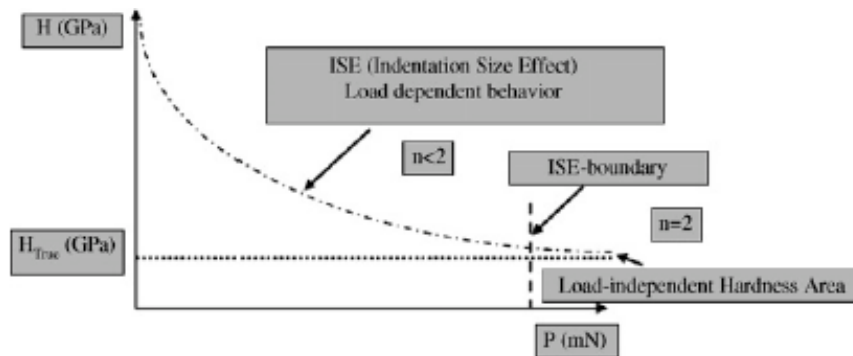 H (GPa)
ISE (Indentation Size Effect)
Load dependent behavior
n<2
ISE-boundary
n=2
H_True (GPa)
Load-independent Hardness Area
P (mN)